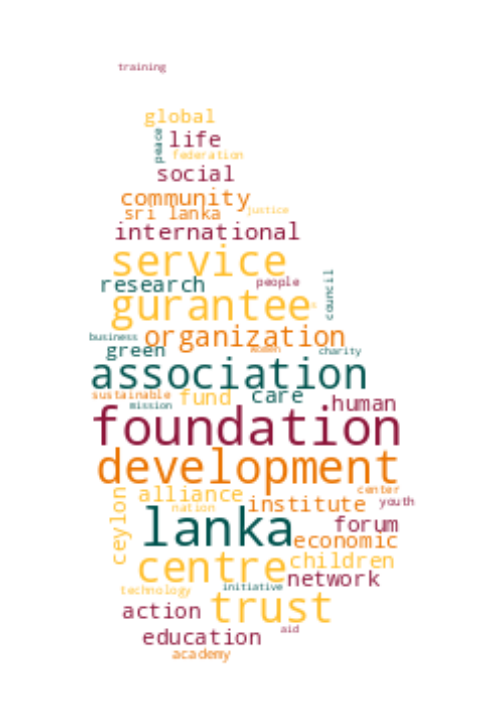 training
global
peace
life
federation
social
community
sri lanka
justice
international
service
research
people
council
gurantee
organization
business
green
women
charity
association
sustainable
fund
care
mission
human
foundation
development
center
ceylon
alliance
institute
youth
nation
lanka
forum
economic
centre
children
network
technology
initiative
action
trust
education
aid
academy